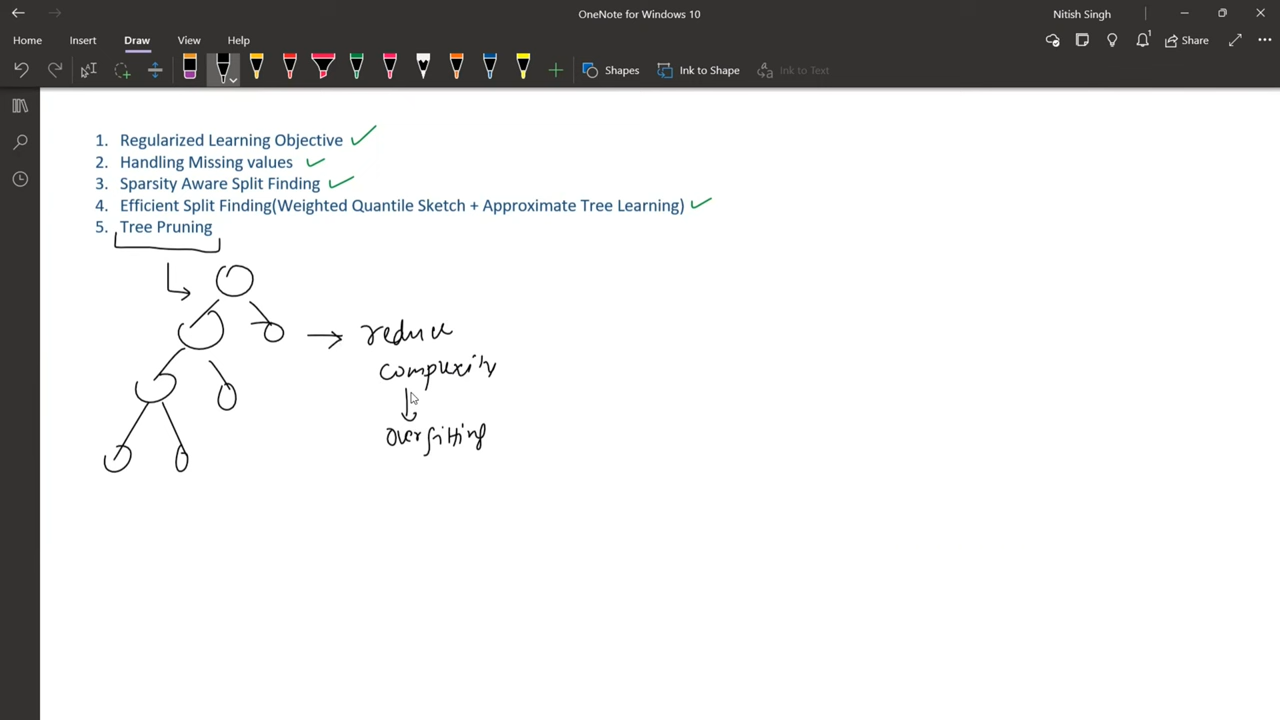 OneNote for Windows 10
Nitish Singh
Home Insert Draw View Help
Share
Shapes Ink to Shape Ink to Text
1. Regularized Learning Objective
2. Handling Missing values
3. Sparsity Aware Split Finding
4. Efficient Split Finding(Weighted Quantile Sketch + Approximate Tree Learning)
5. Tree Pruning
reduce
complexity
overfitting